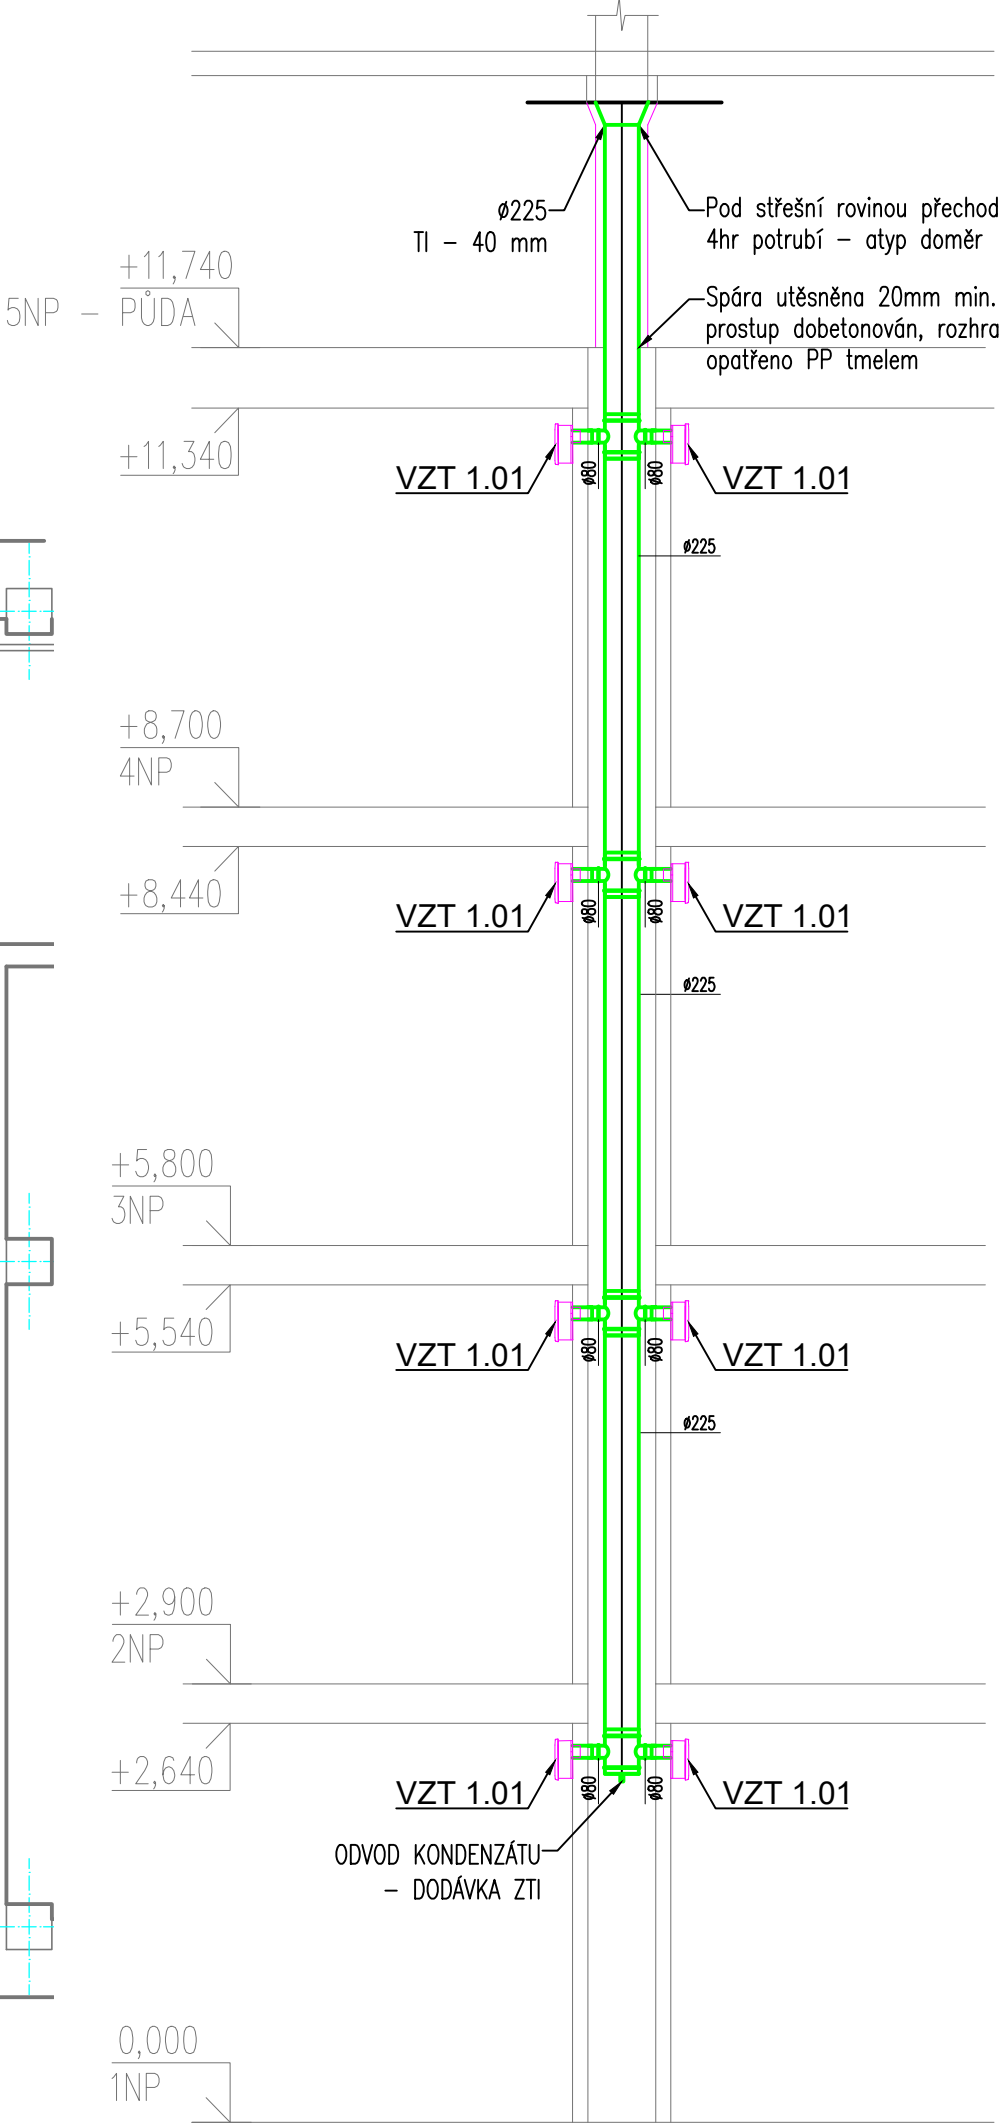 ø225
TI – 40 mm
Pod střešní rovinou přechod
4hr potrubí – atyp doměr
+11,740
5NP – PŮDA
Spára utěsněna 20mm min.
prostup dobetonován, rozhra
opatřeno PP tmelem
+11,340
VZT 1.01
ø80
ø80
VZT 1.01
ø225
+8,700
4NP
+8,440
VZT 1.01
ø80
ø80
VZT 1.01
ø225
+5,800
3NP
+5,540
VZT 1.01
ø80
ø80
VZT 1.01
ø225
+2,900
2NP
+2,640
VZT 1.01
ø80
ø80
VZT 1.01
ODVOD KONDENZÁTU
– DODÁVKA ZTI
0,000
1NP